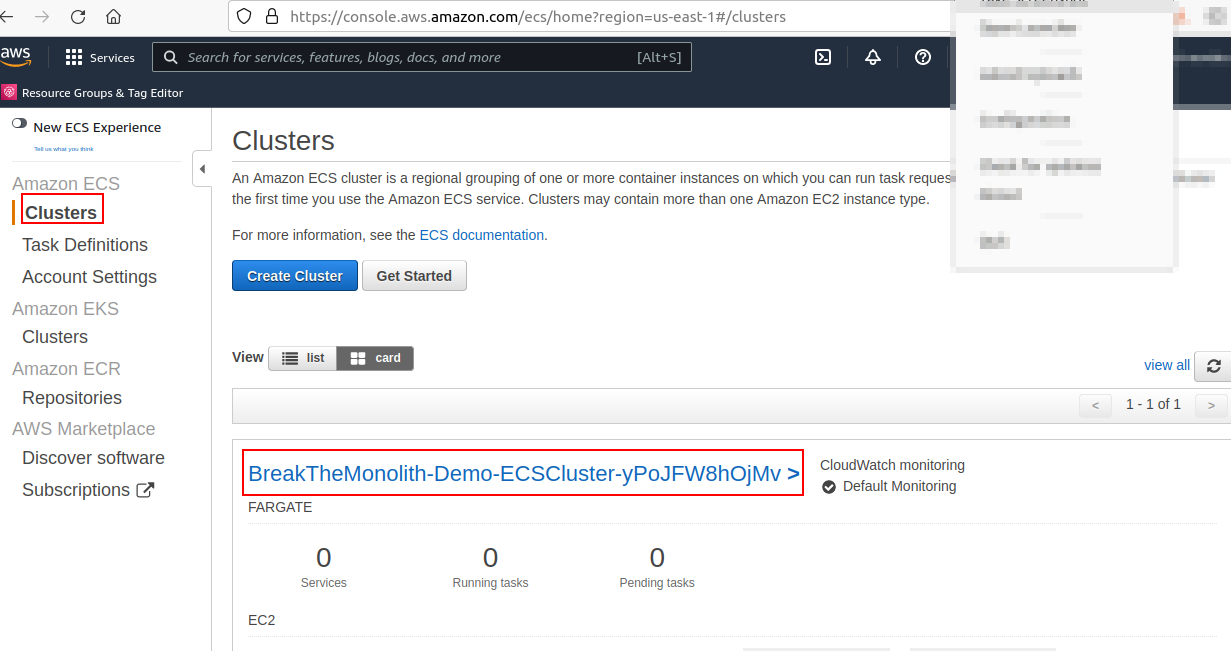 https://console.aws.amazon.com/ecs/home?region=us-east-1#/clusters
aws
Services
Search for services, features, blogs, docs, and more
[Alt+S]
Resource Groups & Tag Editor
New ECS Experience
Tell us what you think
Amazon ECS
Clusters
Task Definitions
Account Settings
Amazon EKS
Clusters
Amazon ECR
Repositories
AWS Marketplace
Discover software
Subscriptions
Clusters
An Amazon ECS cluster is a regional grouping of one or more container instances on which you can run task reques
the first time you use the Amazon ECS service. Clusters may contain more than one Amazon EC2 instance type.
For more information, see the ECS documentation.
Create Cluster
Get Started
View
list
card
view all
< 1 - 1 of 1 >
BreakTheMonolith-Demo-ECSCluster-yPoJFW8hOjMv >
CloudWatch monitoring
Default Monitoring
FARGATE
0
Services
0
Running tasks
0
Pending tasks
EC2